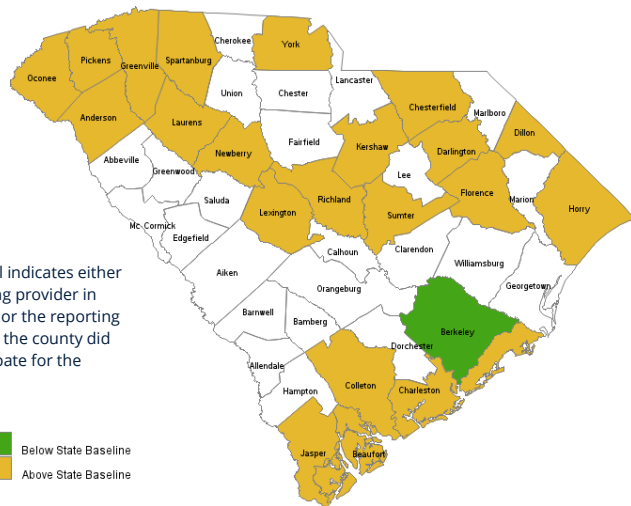 Cherokee
York
Pickens
Greenville
Spartanburg
Oconee
Lancaster
Union
Chester
Chesterfield
Marlboro
Anderson
Laurens
Dillon
Fairfield
Kershaw
Darlington
Newberry
Abbeville
Greenwood
Lee
Florence
Marion
Saluda
Richland
Horry
Lexington
Sumter
Mc Cormick
Edgefield
Calhoun
Clarendon
Williamsburg
Aiken
Orangeburg
Georgetown
l indicates either
ng provider in
or the reporting
the county did
pate for the
Barnwell
Bamberg
Berkeley
Dorchester
Allendale
Colleton
Charleston
Hampton
Jasper
Beaufort
Below State Baseline
Above State Baseline